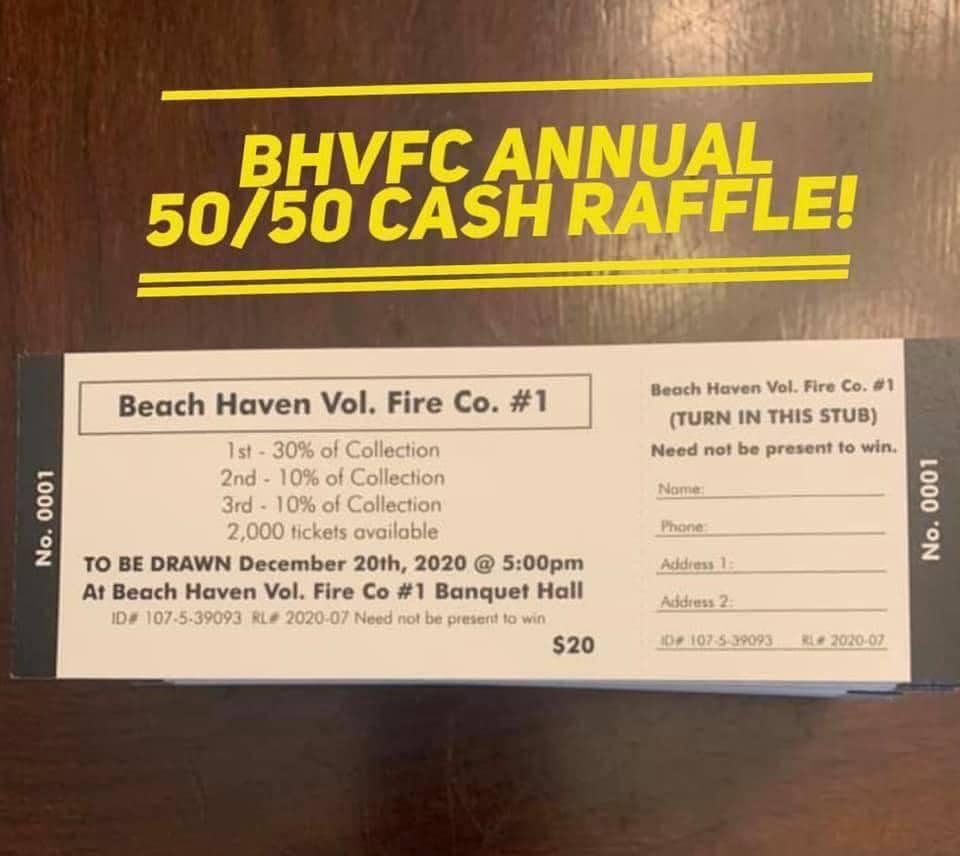 BHVFC ANNUAL
50/50 CASH RAFFLE!
No. 0001
Beach Haven Vol. Fire Co. #1
1st - 30% of Collection
2nd - 10% of Collection
3rd - 10% of Collection
2,000 tickets available
TO BE DRAWN December 20th, 2020 @ 5:00pm
At Beach Haven Vol. Fire Co #1 Banquet Hall
ID# 107-5-39093 RL# 2020-07 Need not be present to win
$20
Beach Haven Vol. Fire Co. #1
(TURN IN THIS STUB)
Need not be present to win.
Name:
Phone:
Address 1:
Address 2:
ID# 107-5-39093 RL# 2020-07
No. 0001